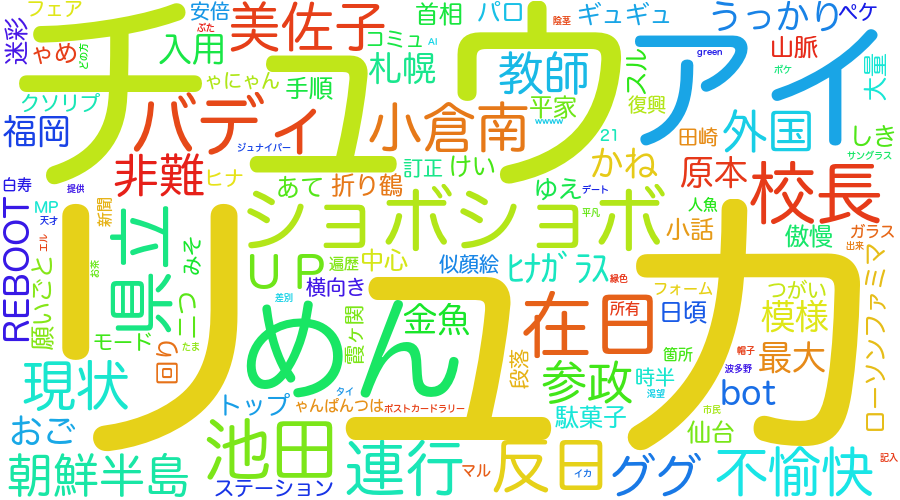 フェア
安倍
首相
パロ
ギュギュ
うっかり
ペケ
チュウ
アイ
美佐子
陰茎
ぶた
迷彩
ゃめ
どの方
入用
コミュ
AI
札幌
教師
スル
green
山脈
ポケ
大量
クソリプ
ゃにゃん
手順
バディ
小倉南
平家
復興
wwww
21
田崎
外国
しき
サングラス
福岡
ジュナイパー
非難
ヒナ
訂正
けい
かね
原本
校長
白寿
提供
あて
折り鶴
ゆえ
デート
MP
天才
新聞
人魚
REBOOT
県立
ショボショボ
平凡
小話
傲慢
ガラス
出来
エル
みそ
UP
遍歴
中心
似顔絵
ﾋﾅｶﾞﾗｽ
緑色
日頃
願いごと
お茶
二つ
横向き
差別
フォーム
つがい
模様
リュカ
めん
金魚
在日
所有
モード
たま
回り
霞ヶ関
段落
箇所
帽子
最大
ローソンファミマ
現状
タイ
参政
時半
渇望
波多野
トップ
ゃんぱんつは
ポストカードラリー
駄菓子
bot
市民
仙台
おご
池田
連行
反日
イカ
ググ
不愉快
記入
朝鮮半島
ステーション
マル